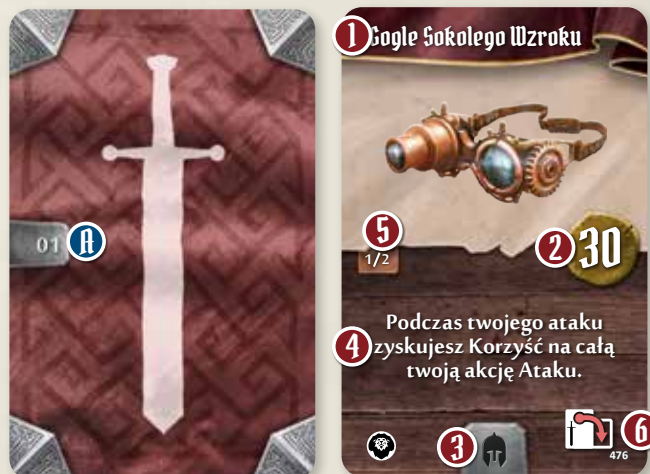 01
A
1
Gogle Sokolego Wzroku
5
1/2
2
30
4
Podczas twojego ataku
zyskujesz Korzyść na całą
twoją akcję Ataku.
3
6
476